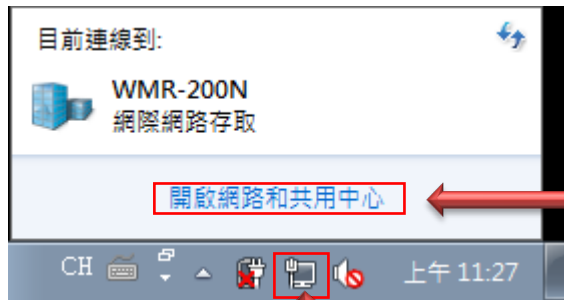 目前連線到:
WMR-200N
網際網路存取
開啟網路和共用中心
CH
上午 11:27